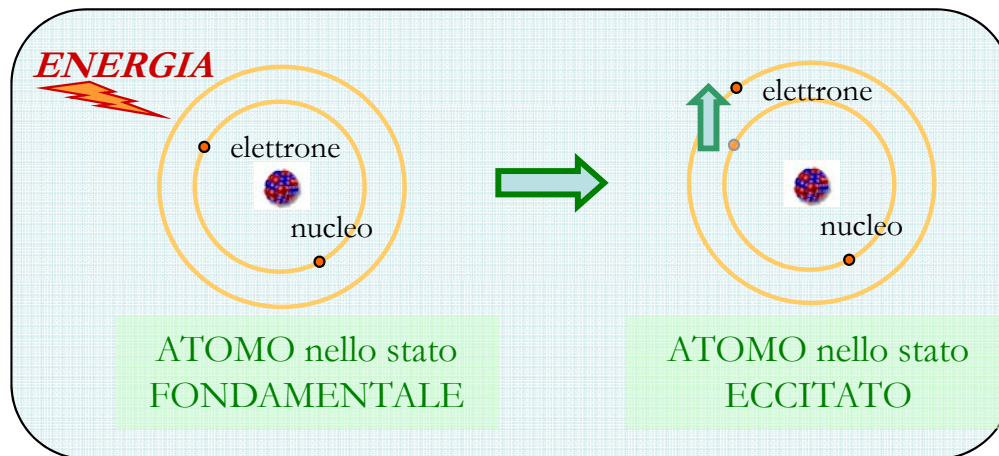 ENERGIA
elettrone
nucleo
ATOMO nello stato
FONDAMENTALE
elettrone
nucleo
ATOMO nello stato
ECCITATO